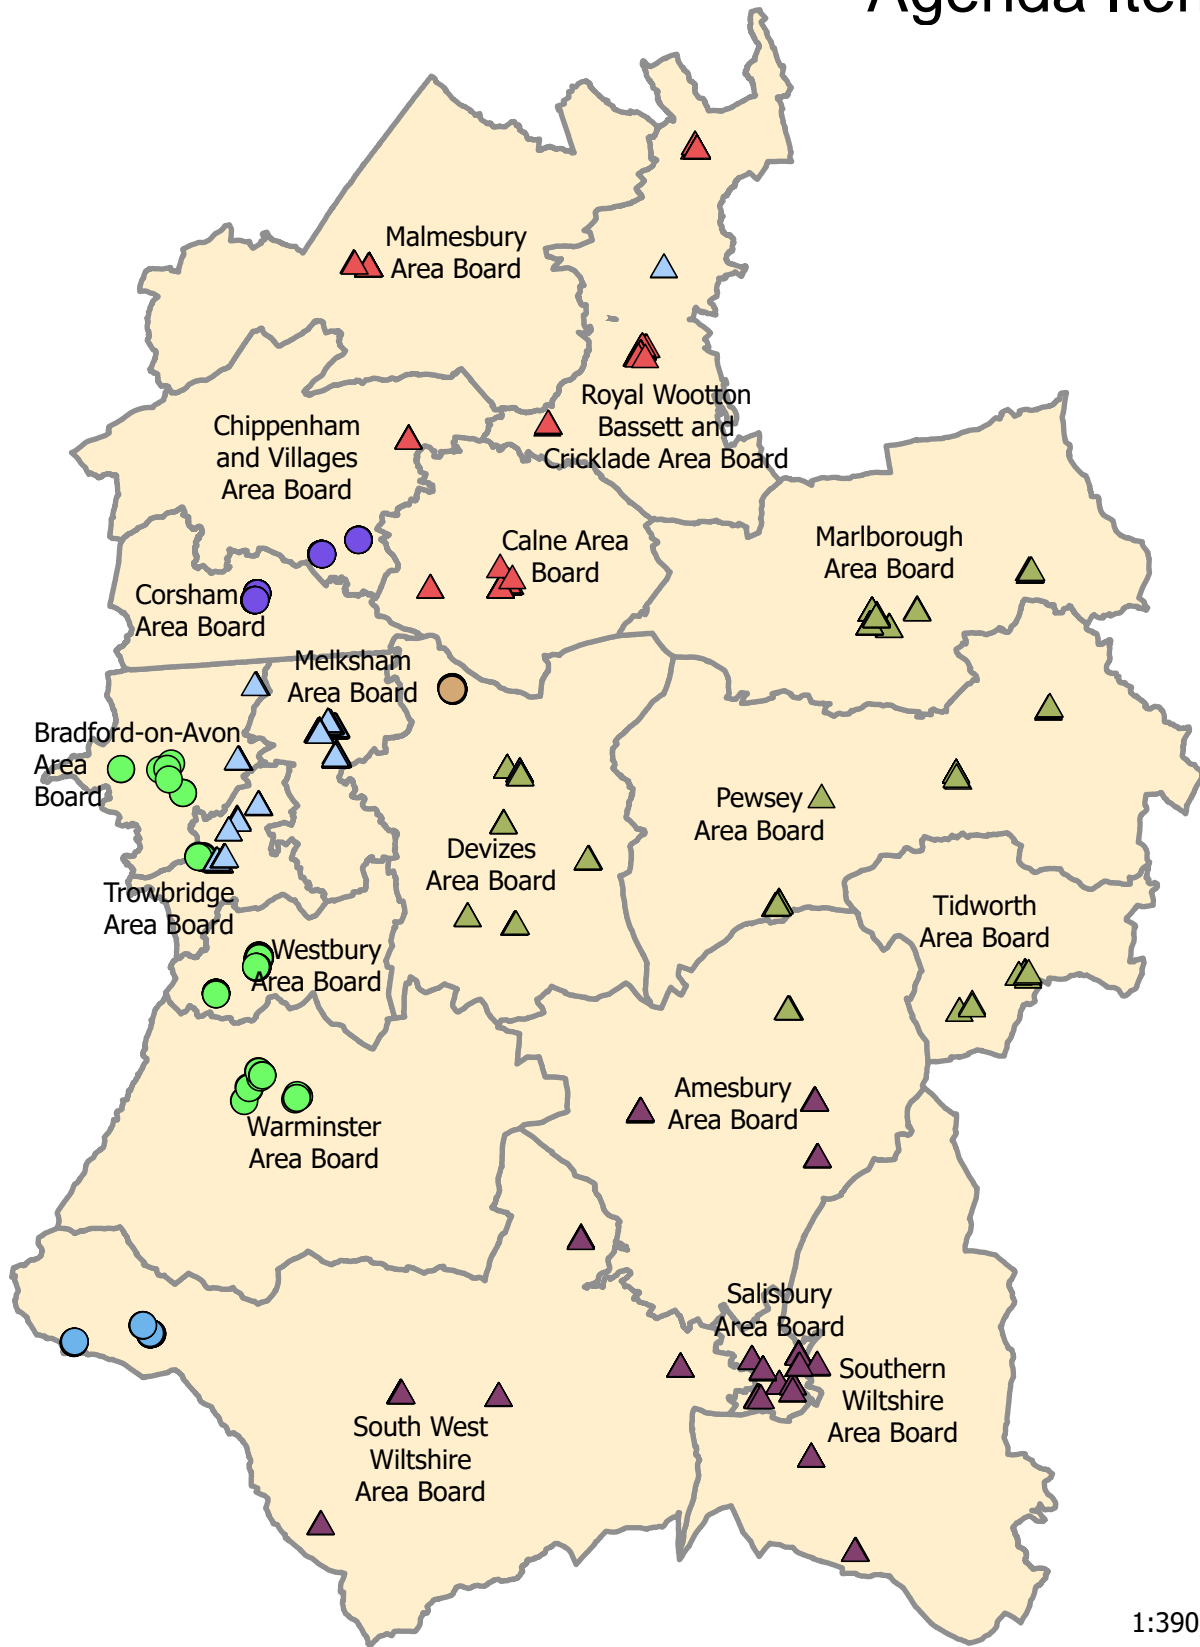 Agenda Item
Malmesbury
Area Board
Royal Wootton
Bassett and
Cricklade Area Board
Chippenham
and Villages
Area Board
Calne Area
Board
Marlborough
Area Board
Corsham
Area Board
Melksham
Area Board
Bradford-on-Avon
Area
Board
Pewsey
Area Board
Devizes
Area Board
Trowbridge
Area Board
Tidworth
Area Board
Westbury
Area Board
Amesbury
Area Board
Warminster
Area Board
Salisbury
Area Board
Southern
Wiltshire
Area Board
South West
Wiltshire
Area Board
1:390